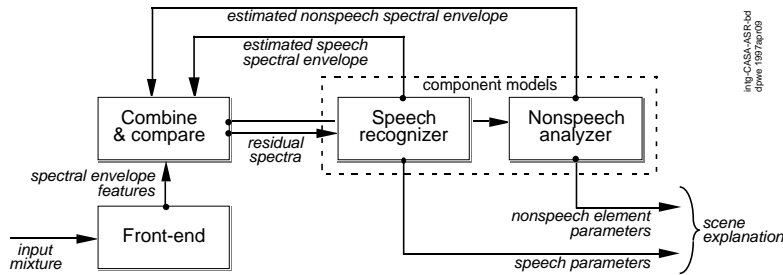 estimated nonspeech spectral envelope
estimated speech
spectral envelope
component models
Combine
& compare
Speech
recognizer
Nonspeech
analyzer
residual
spectra
spectral envelope
features
Front-end
input
mixture
nonspeech element
parameters
speech parameters
scene
explanation
intg-CASA-ASR-bd
dpwe 1997apr09